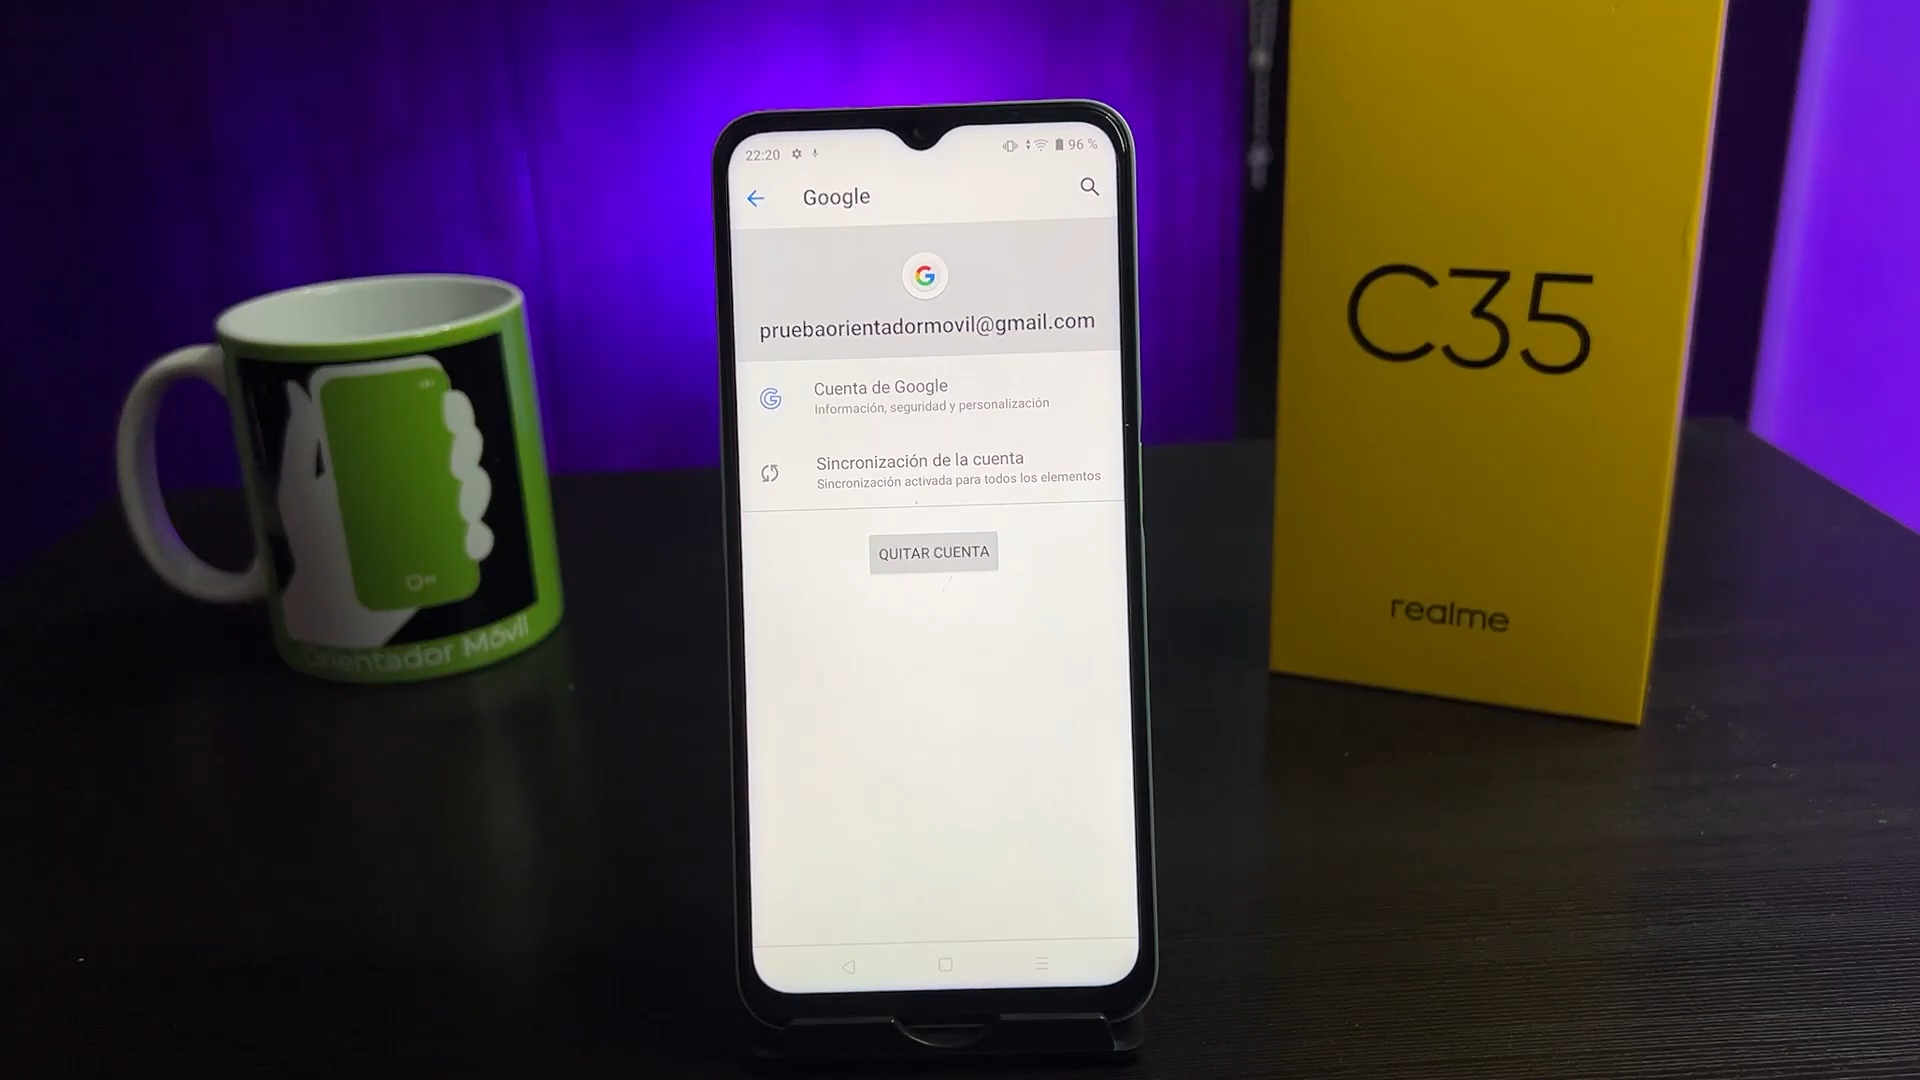 22:20
96 %
Google
pruebaorientadormovil@gmail.com
Cuenta de Google
Información, seguridad y personalización
Sincronización de la cuenta
Sincronización activada para todos los elementos
QUITAR CUENTA
Orientador Móvil
C35
realme